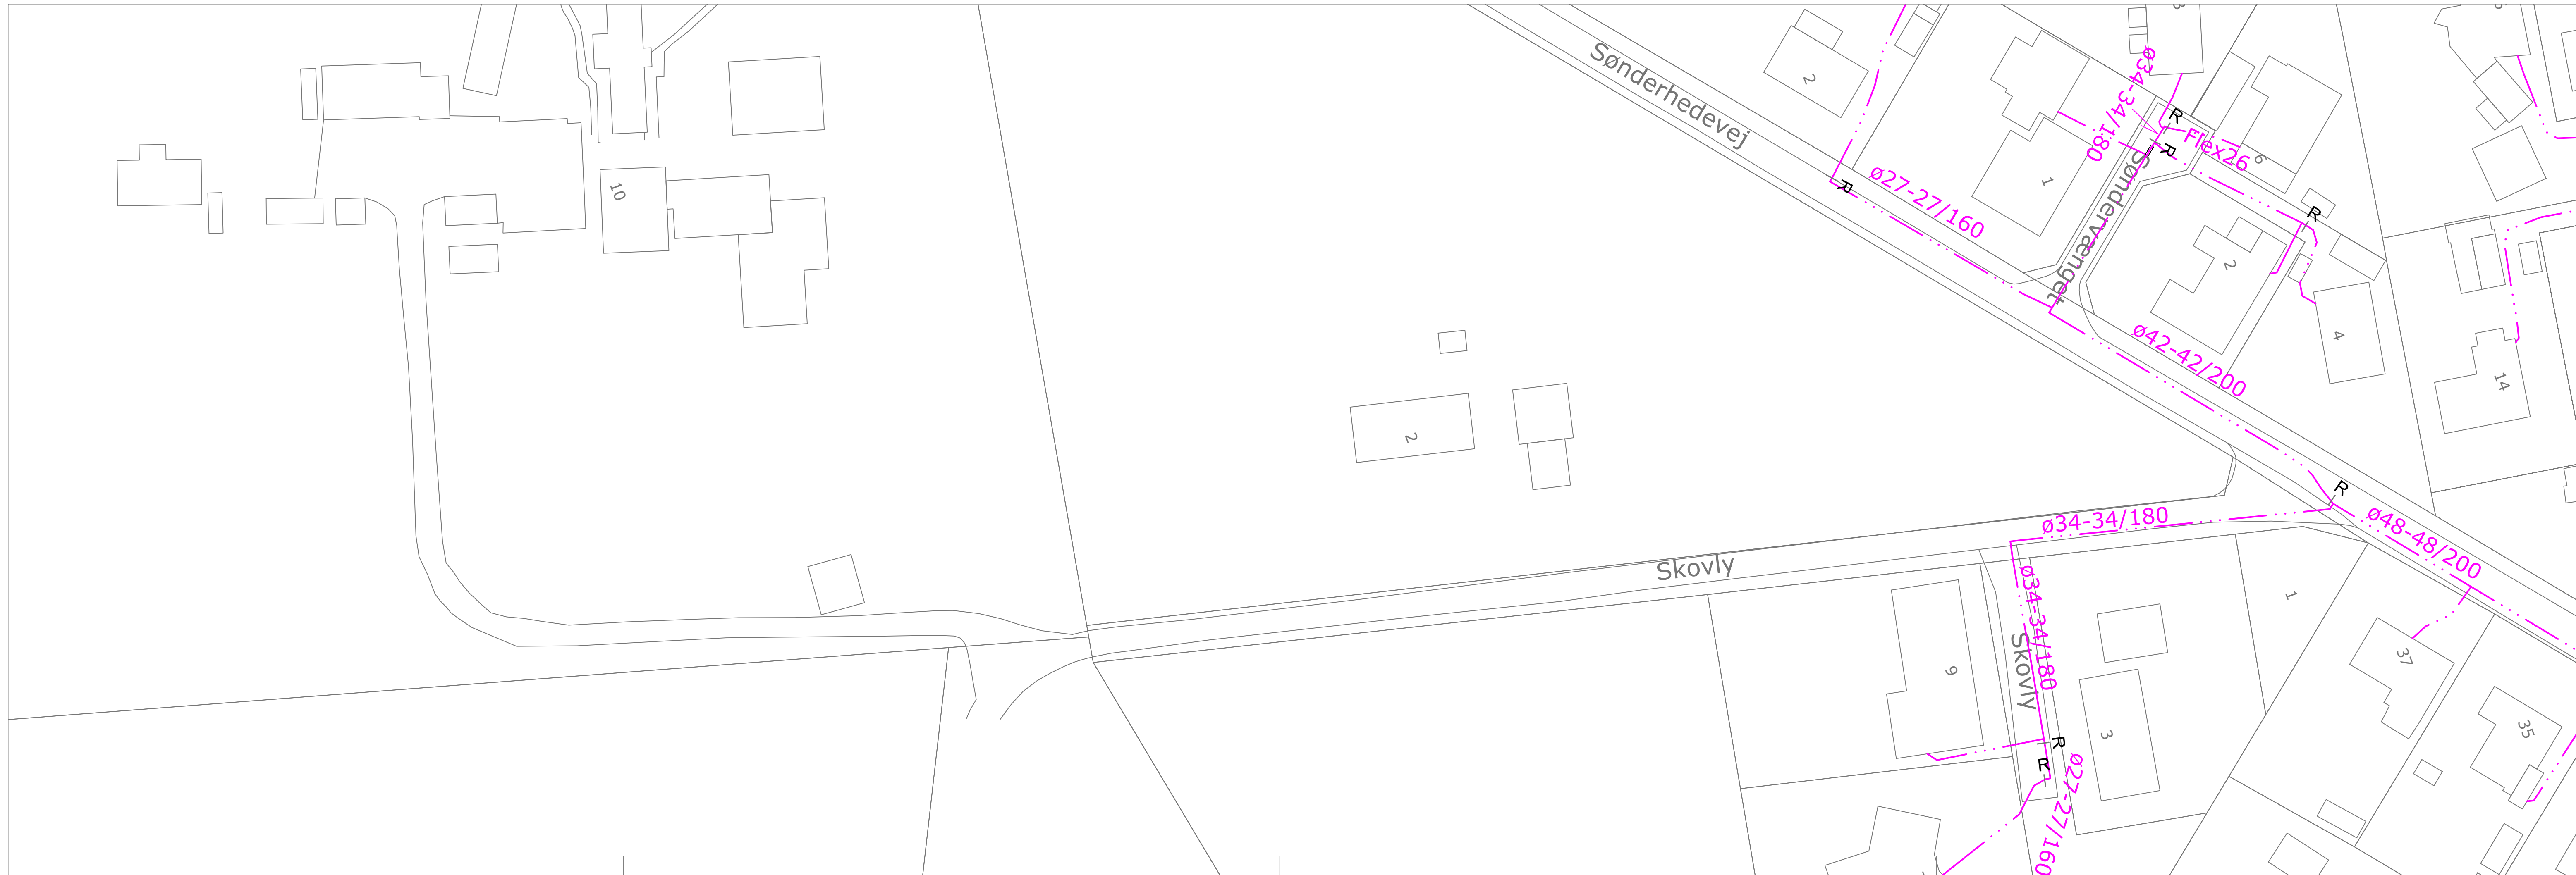 Sønderhedevej
2
3
ø34-34/180
R
Flex26
R
6
1
Søndervænget
R
ø27-27/160
10
R
2
4
ø42-42/200
14
2
R
ø34-34/180
ø48-48/200
Skovly
ø34-34/180
Skovly
1
9
3
37
35
R
R
ø27-27/160